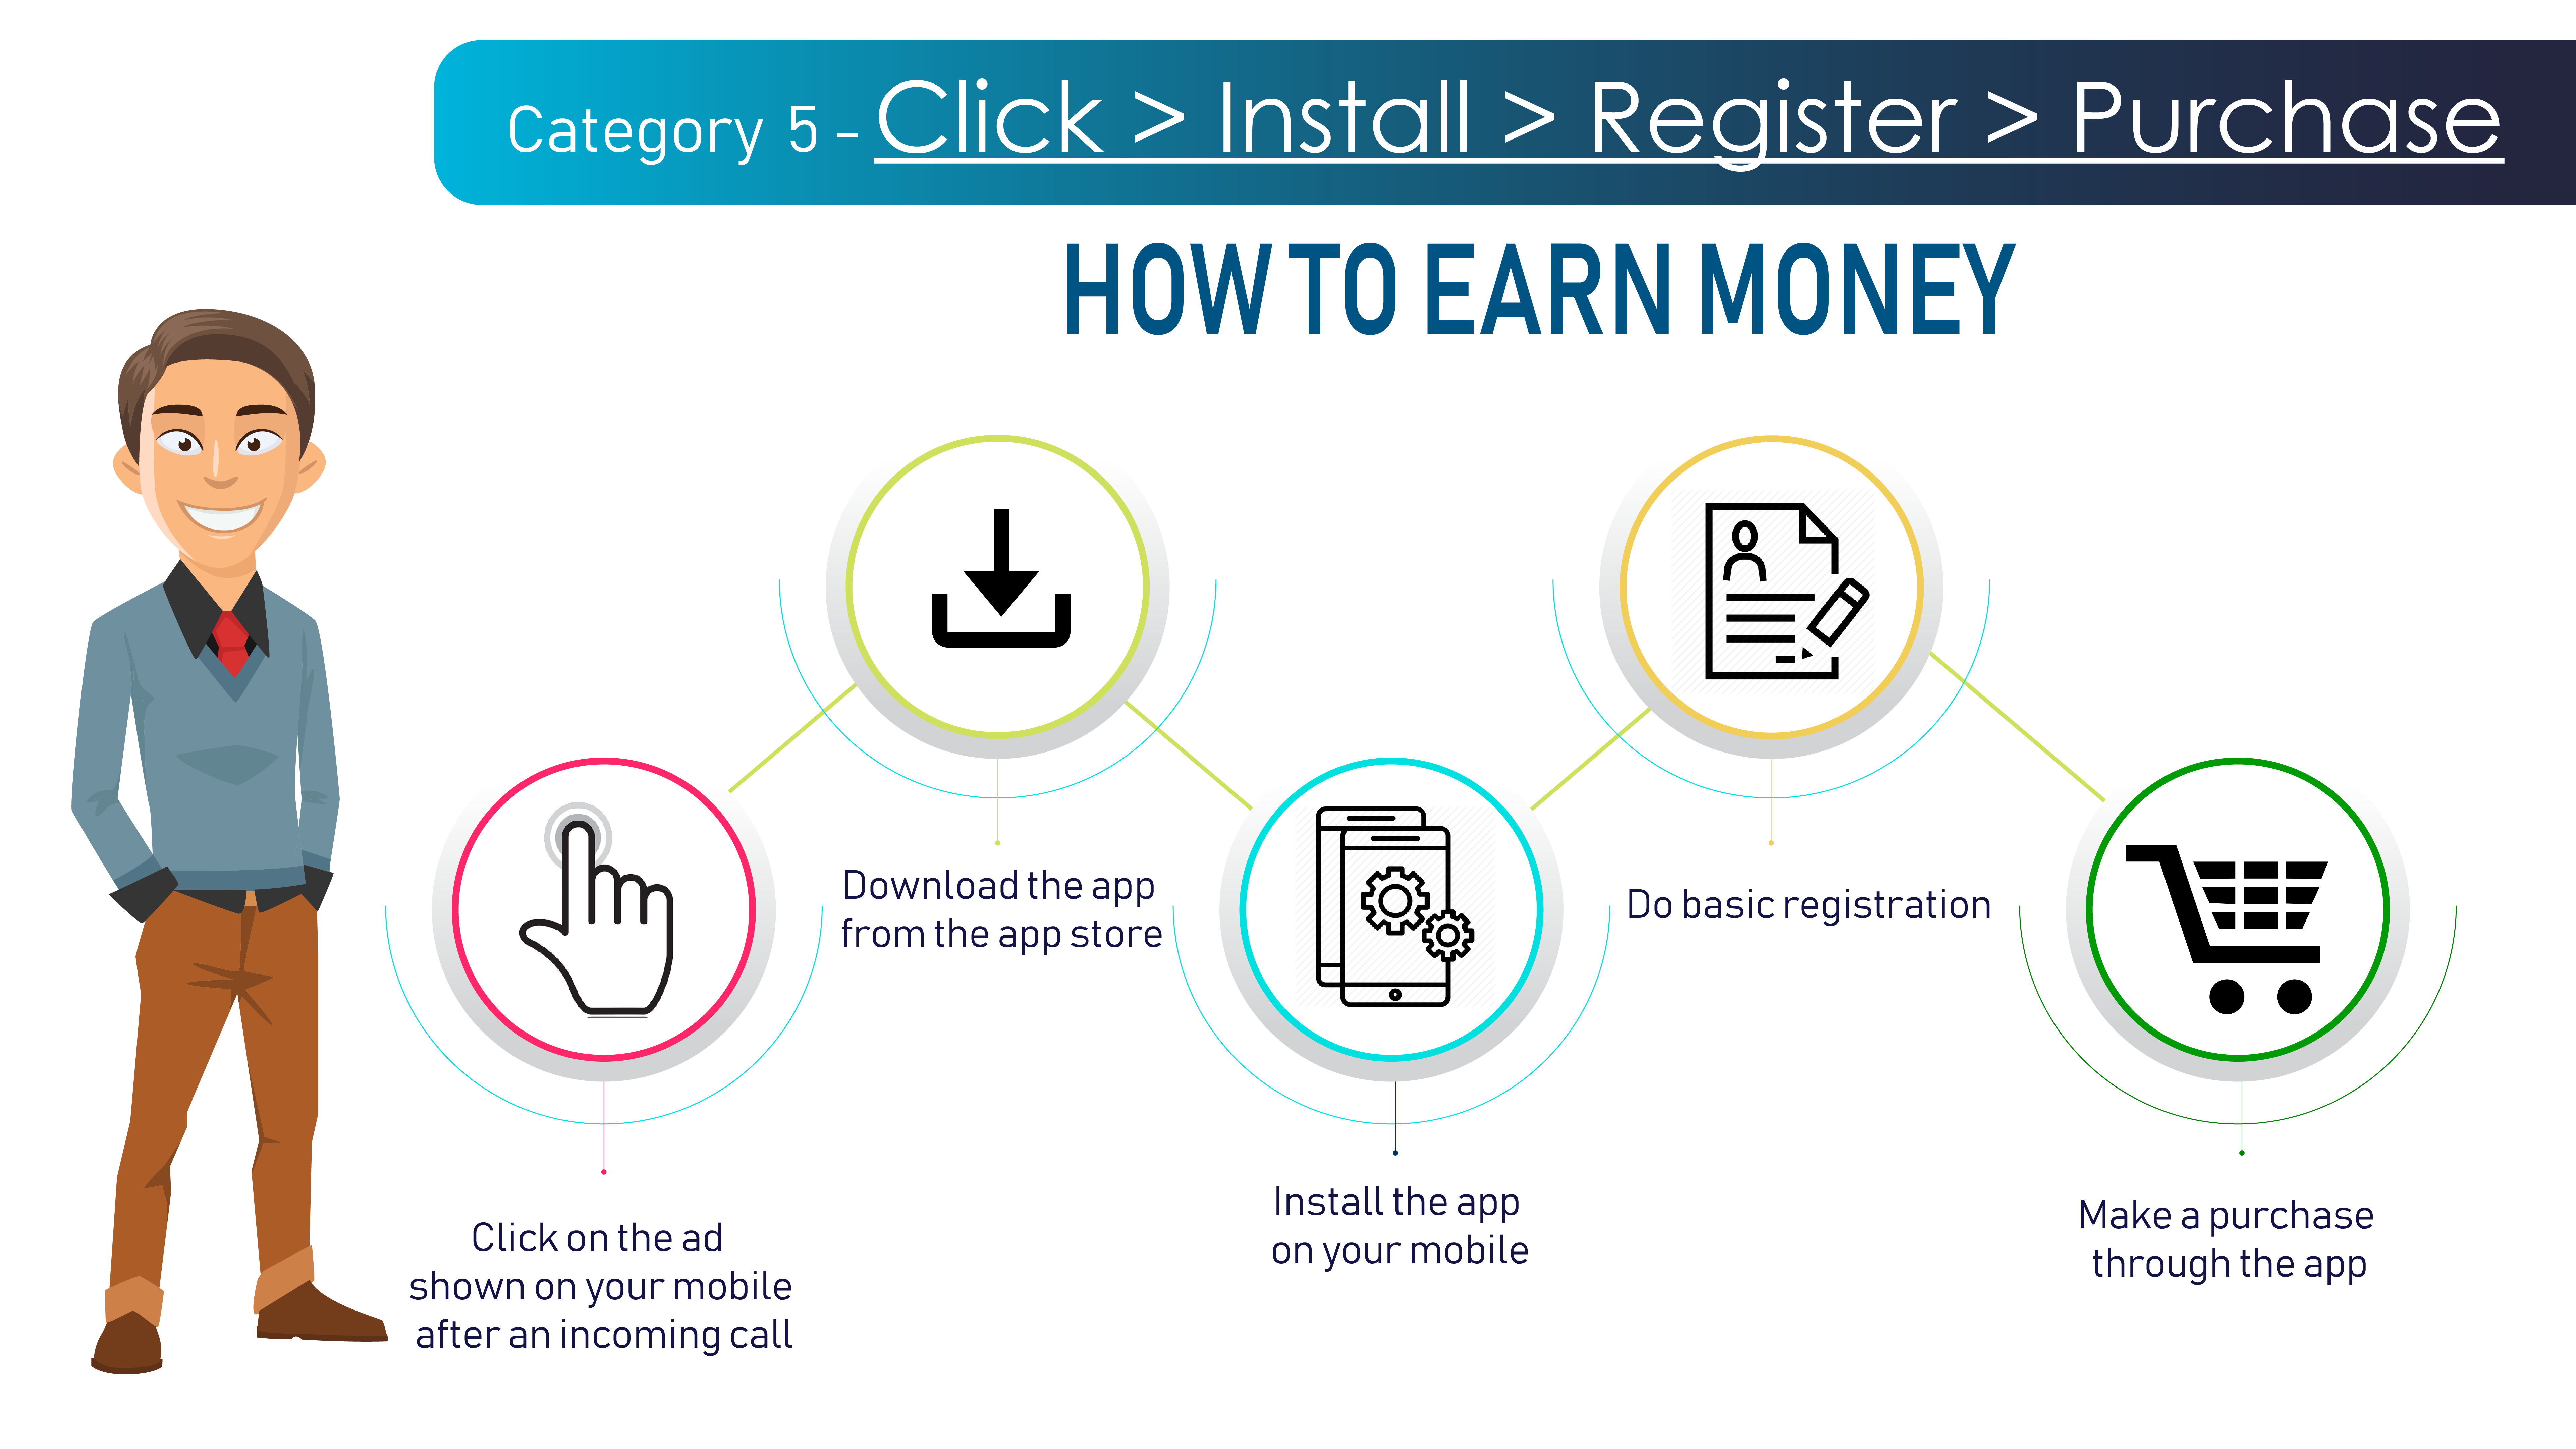 Category 5 - Click > Install > Register > Purchase
HOW TO EARN MONEY
Click on the ad
shown on your mobile
after an incoming call
Download the app
from the app store
Install the app
on your mobile
Do basic registration
Make a purchase
through the app